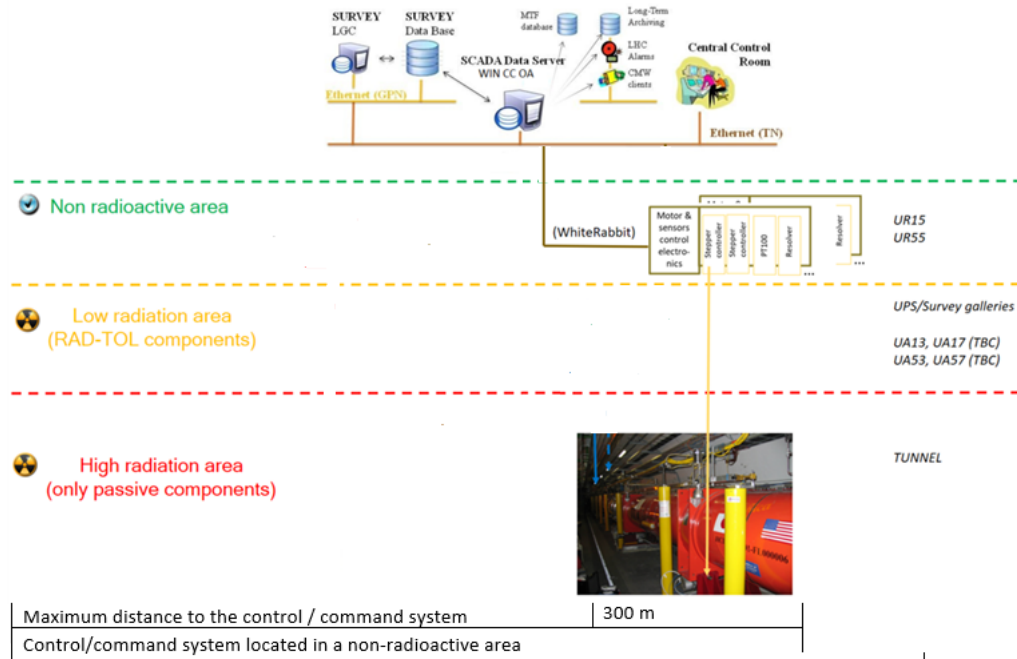 SURVEY
LGC
SURVEY
Data Base
MTF
database
Long-Term
Archiving
LHC
Alarms
CMW
clients
SCADA Data Server
WIN CC OA
Central Control
Room
Ethernet (GPN)
Ethernet (TN)
Non radioactive area
(WhiteRabbit)
Motor &
sensors
control
electro-
nics
Stepper
controller
Stepper
controller
PT100
Resolver
...
Resolver
...
UR15
UR55
Low radiation area
(RAD-TOL components)
UPS/Survey galleries
UA13, UA17 (TBC)
UA53, UA57 (TBC)
High radiation area
(only passive components)
TUNNEL
Maximum distance to the control / command system
300 m
Control/command system located in a non-radioactive area